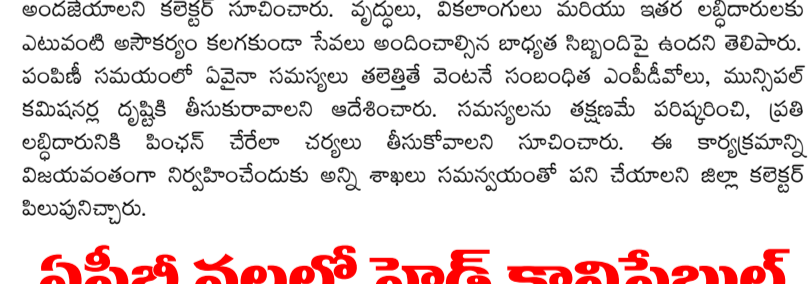 అందజేయాలని కలెక్టర్ సూచించారు. వృద్ధులు, వికలాంగులు మరియు ఇతర లబ్ధిదారులకు
ఎటువంటి అసౌకర్యం కలగకుండా సేవలు అందించాల్సిన బాధ్యత సిబ్బందిపై ఉందని తెలిపారు.
పంపిణీ సమయంలో ఏవైనా సమస్యలు తలెత్తితే వెంటనే సంబంధిత ఎంపీడీవోలు, మున్సిపల్
కమిషనర్ల దృష్టికి తీసుకురావాలని ఆదేశించారు. సమస్యలను తక్షణమే పరిష్కరించి, ప్రతి
లబ్ధిదారునికి పింఛన్ చేరేలా చర్యలు తీసుకోవాలని సూచించారు. ఈ కార్యక్రమాన్ని
విజయవంతంగా నిర్వహించేందుకు అన్ని శాఖలు సమన్వయంతో పని చేయాలని జిల్లా కలెక్టర్
పిలుపునిచ్చారు.
ఏసీబీ వలలో హెడ్ కానిస్టేబుల్